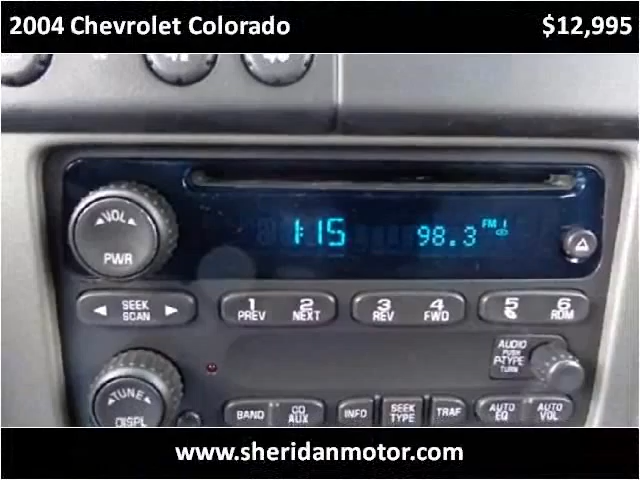 2004 Chevrolet Colorado $12,995
VOL
PWR
1:15 98.3 FM 1
SEEK
SCAN
1
PREV
2
NEXT
3
REV
4
FWD
5
6
RDM
AUDIO
PUSH
P-TYPE
TURN
TUNE
DISPL
BAND
CD
AUX
INFO
SEEK
TYPE
TRAF
AUTO
EQ
AUTO
VOL
www.sheridanmotor.com